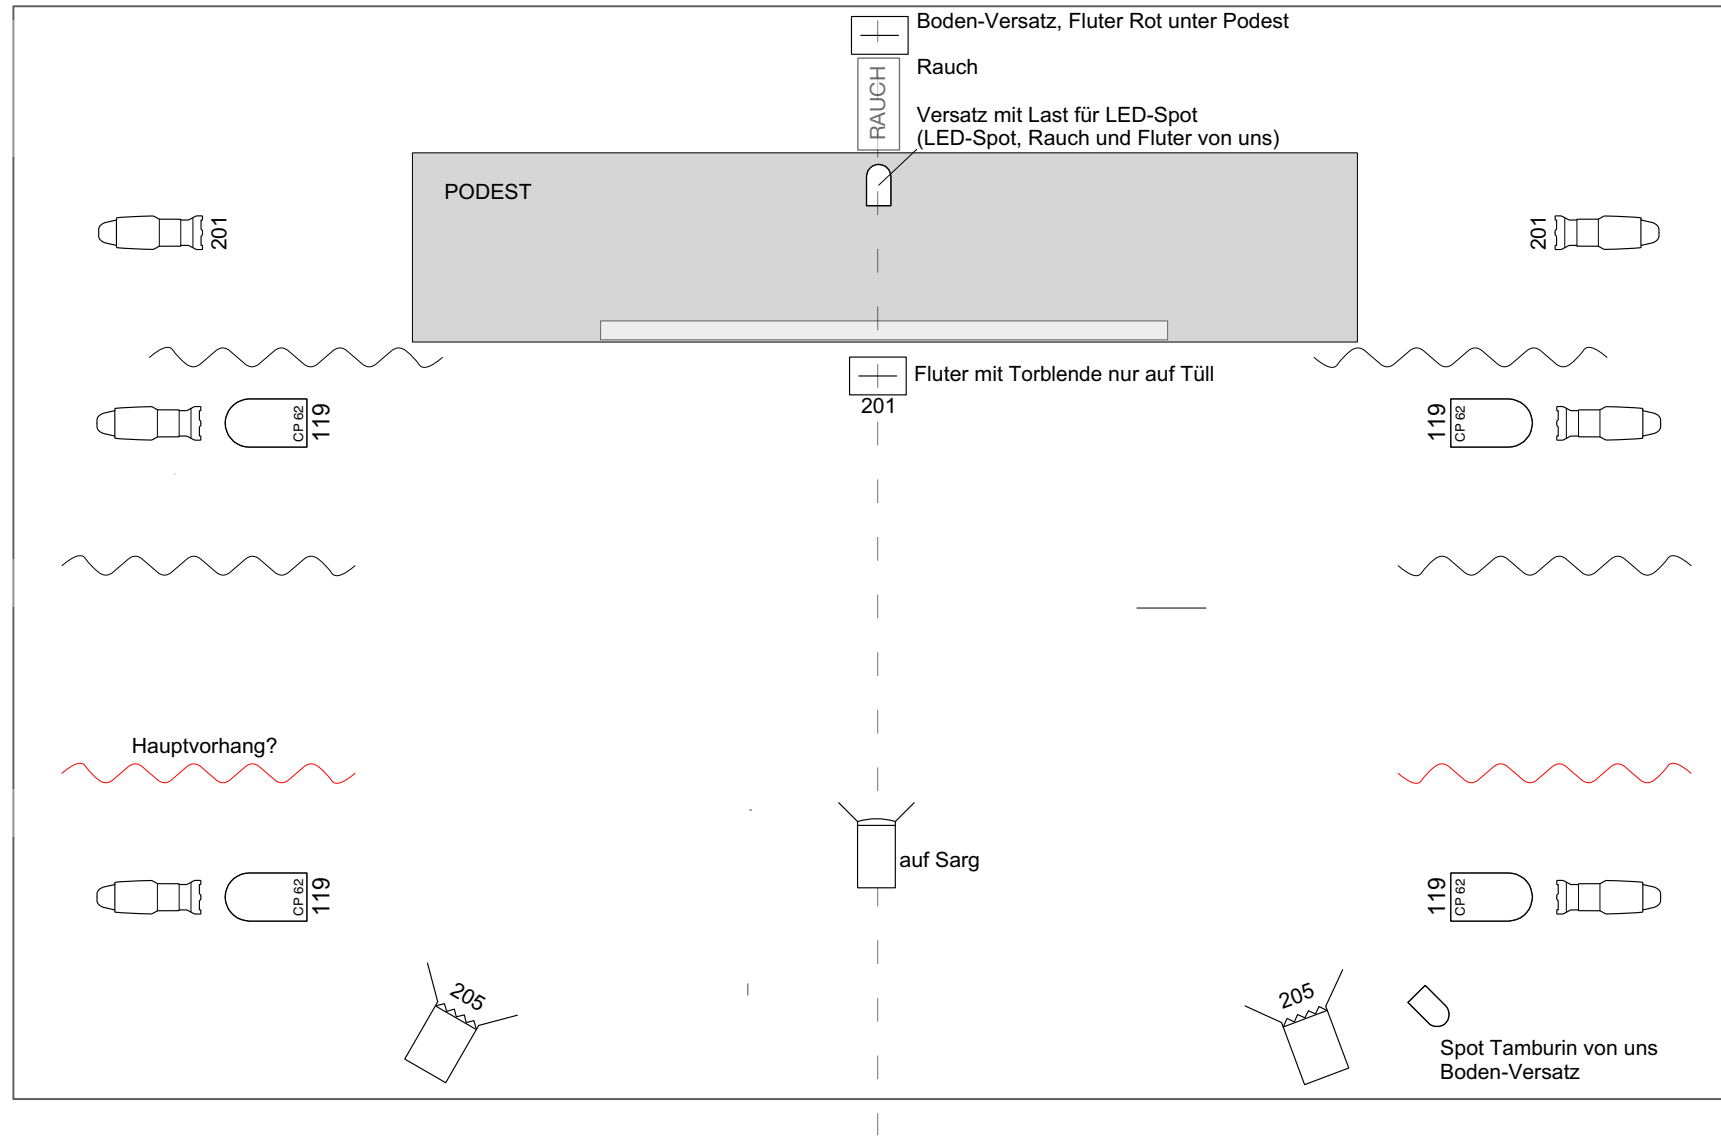 Boden-Versatz, Fluter Rot unter Podest
Rauch
RAUCH
Versatz mit Last für LED-Spot
(LED-Spot, Rauch und Fluter von uns)
PODEST
201
201
Fluter mit Torblende nur auf Tüll
201
CP 62
119
119
CP 62
Hauptvorhang?
auf Sarg
CP 62
119
119
CP 62
205
205
Spot Tamburin von uns
Boden-Versatz